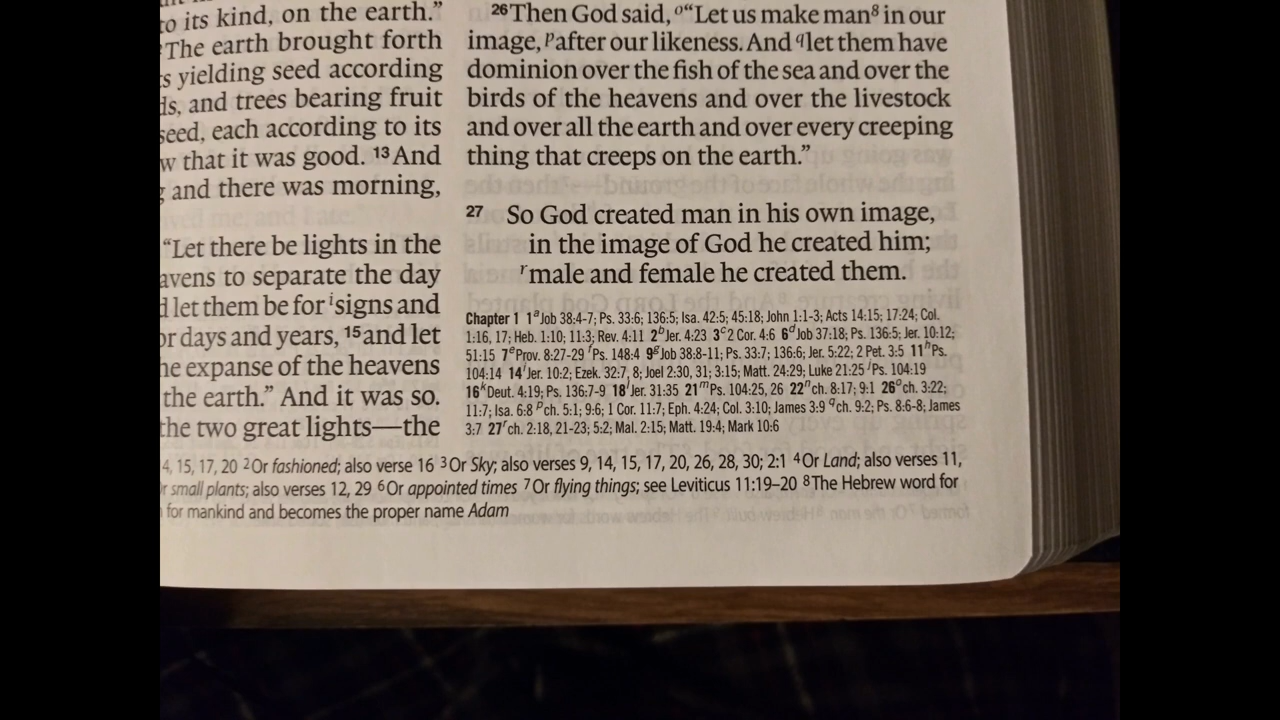 to its kind, on the earth.”
The earth brought forth
yielding seed according
and trees bearing fruit
seed, each according to its
that it was good. 13 And
and there was morning,
“Let there be lights in the
to separate the day
let them be for i signs and
days and years, 15 and let
expanse of the heavens
the earth.” And it was so.
the two great lights—the
26 Then God said, o “Let us make man8 in our
image, p after our likeness. And q let them have
dominion over the fish of the sea and over the
birds of the heavens and over the livestock
and over all the earth and over every creeping
thing that creeps on the earth.”
27 So God created man in his own image,
in the image of God he created him;
r male and female he created them.
Chapter 1 1 a Job 38:4-7; Ps. 33:6; 136:5; Isa. 42:5; 45:18; John 1:1-3; Acts 14:15; 17:24; Col.
1:16, 17; Heb. 1:10; 11:3; Rev. 4:11 2 b Jer. 4:23 3 c 2 Cor. 4:6 6 d Job 37:18; Ps. 136:5; Jer. 10:12;
51:15 7 e Prov. 8:27-29 f Ps. 148:4 9 g Job 38:8-11; Ps. 33:7; 136:6; Jer. 5:22; 2 Pet. 3:5 11 h Ps.
104:14 14 i Jer. 10:2; Ezek. 32:7, 8; Joel 2:30, 31; 3:15; Matt. 24:29; Luke 21:25 j Ps. 104:19
16 k Deut. 4:19; Ps. 136:7-9 18 l Jer. 31:35 21 m Ps. 104:25, 26 22 n ch. 8:17; 9:1 26 o ch. 3:22;
11:7; Isa. 6:8 p ch. 5:1; 9:6; 1 Cor. 11:7; Eph. 4:24; Col. 3:10; James 3:9 q ch. 9:2; Ps. 8:6-8; James
3:7 27 r ch. 2:18, 21-23; 5:2; Mal. 2:15; Matt. 19:4; Mark 10:6
4, 15, 17, 20 2 Or fashioned; also verse 16 3 Or Sky; also verses 9, 14, 15, 17, 20, 26, 28, 30; 2:1 4 Or Land; also verses 11,
small plants; also verses 12, 29 6 Or appointed times 7 Or flying things; see Leviticus 11:19–20 8 The Hebrew word for
for mankind and becomes the proper name Adam